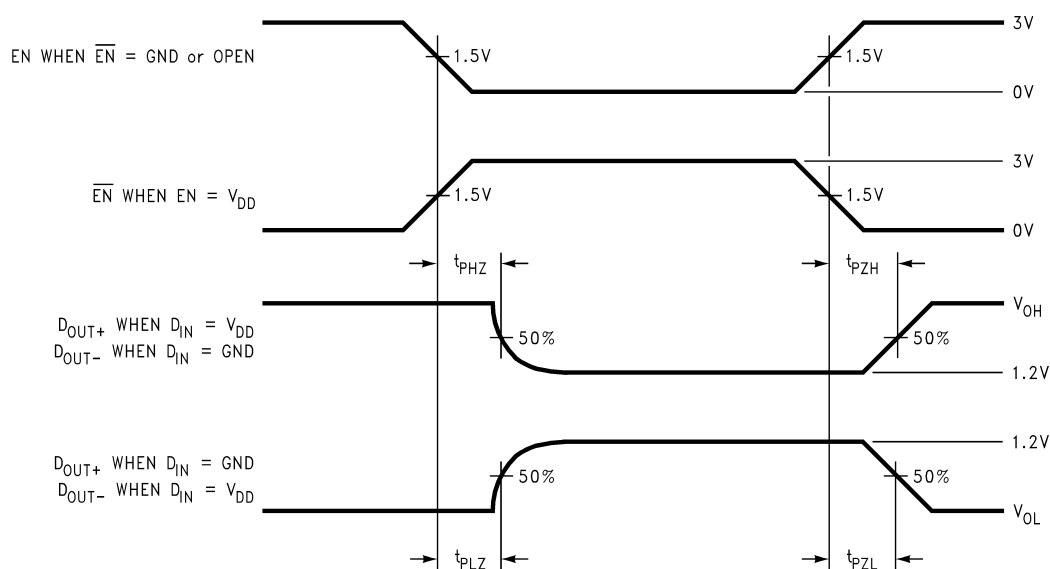 3V
EN WHEN E̅N̅ = GND or OPEN
1.5V
1.5V
0V
3V
E̅N̅ WHEN EN = VDD
1.5V
1.5V
0V
tPHZ
tPZH
VOH
DOUT+ WHEN DIN = VDD
DOUT− WHEN DIN = GND
50%
50%
1.2V
1.2V
DOUT+ WHEN DIN = GND
DOUT− WHEN DIN = VDD
50%
50%
VOL
tPLZ
tPZL